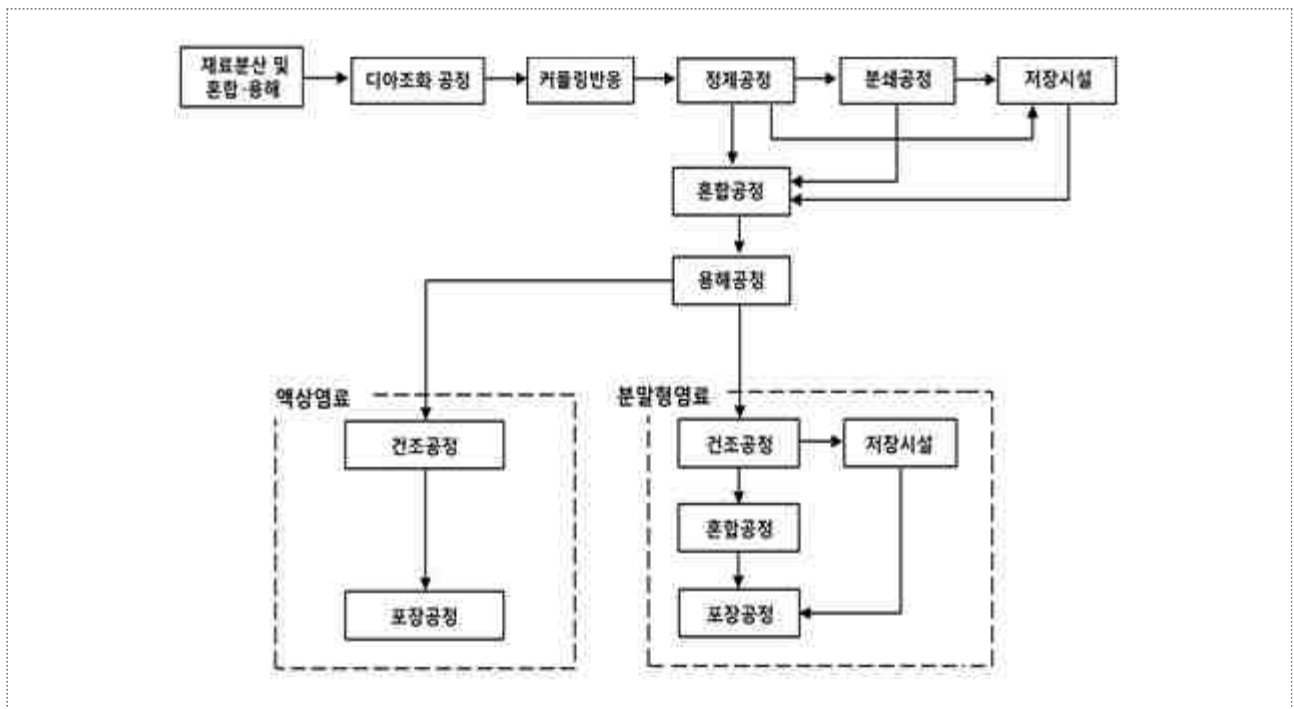 재료분산 및
혼합·용해
디아조화 공정
커플링반응
정제공정
분쇄공정
저장시설
혼합공정
용해공정
액상염료
건조공정
포장공정
분말형염료
건조공정
저장시설
혼합공정
포장공정